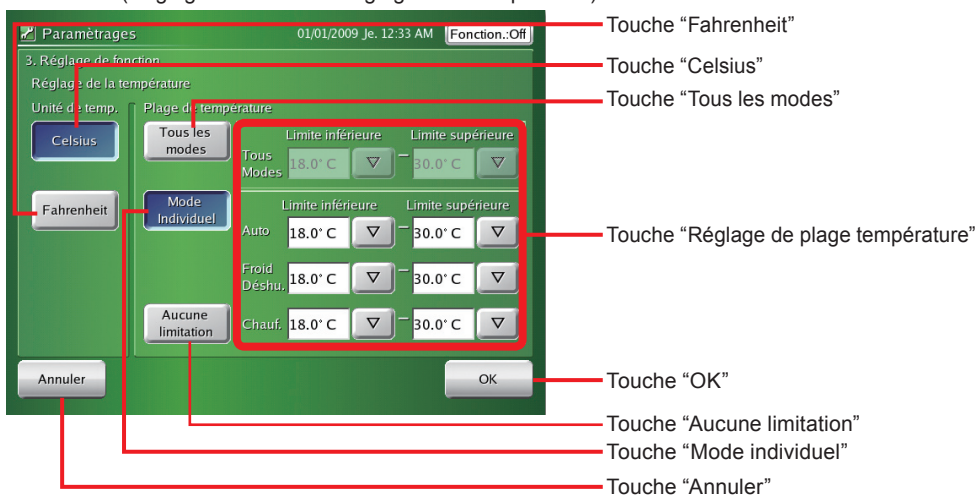 Paramètrages 01/01/2009 Je. 12:33 AM Fonction.:Off
3. Réglage de fonction
Réglage de la température
Unité de temp. Plage de température
Celsius
Fahrenheit
Tous les
modes
Mode
Individuel
Aucune
limitation
Limite inférieure Limite supérieure
Tous
Modes 18.0° C ▽ – 30.0° C ▽
Limite inférieure Limite supérieure
Auto 18.0° C ▽ – 30.0° C ▽
Froid
Déshu. 18.0° C ▽ – 30.0° C ▽
Chauf. 18.0° C ▽ – 30.0° C ▽
Annuler OK
Touche “Fahrenheit”
Touche “Celsius”
Touche “Tous les modes”
Touche “Réglage de plage température”
Touche “OK”
Touche “Aucune limitation”
Touche “Mode individuel”
Touche “Annuler”